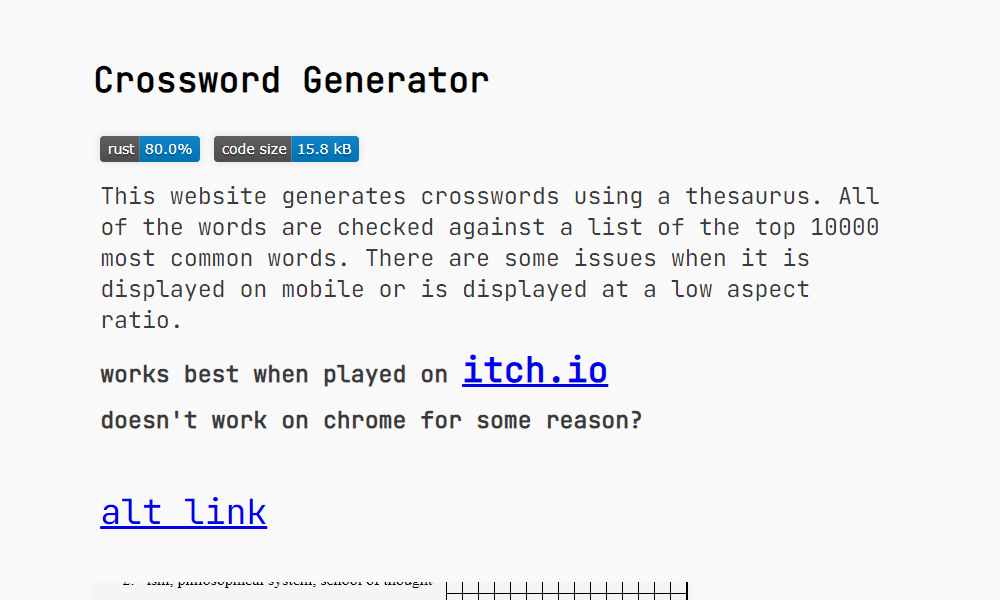 Crossword Generator
rust 80.0% code size 15.8 kB
This website generates crosswords using a thesaurus. All
of the words are checked against a list of the top 10000
most common words. There are some issues when it is
displayed on mobile or is displayed at a low aspect
ratio.
works best when played on itch.io
doesn't work on chrome for some reason?
alt link
2. ism, philosophical system, school of thought